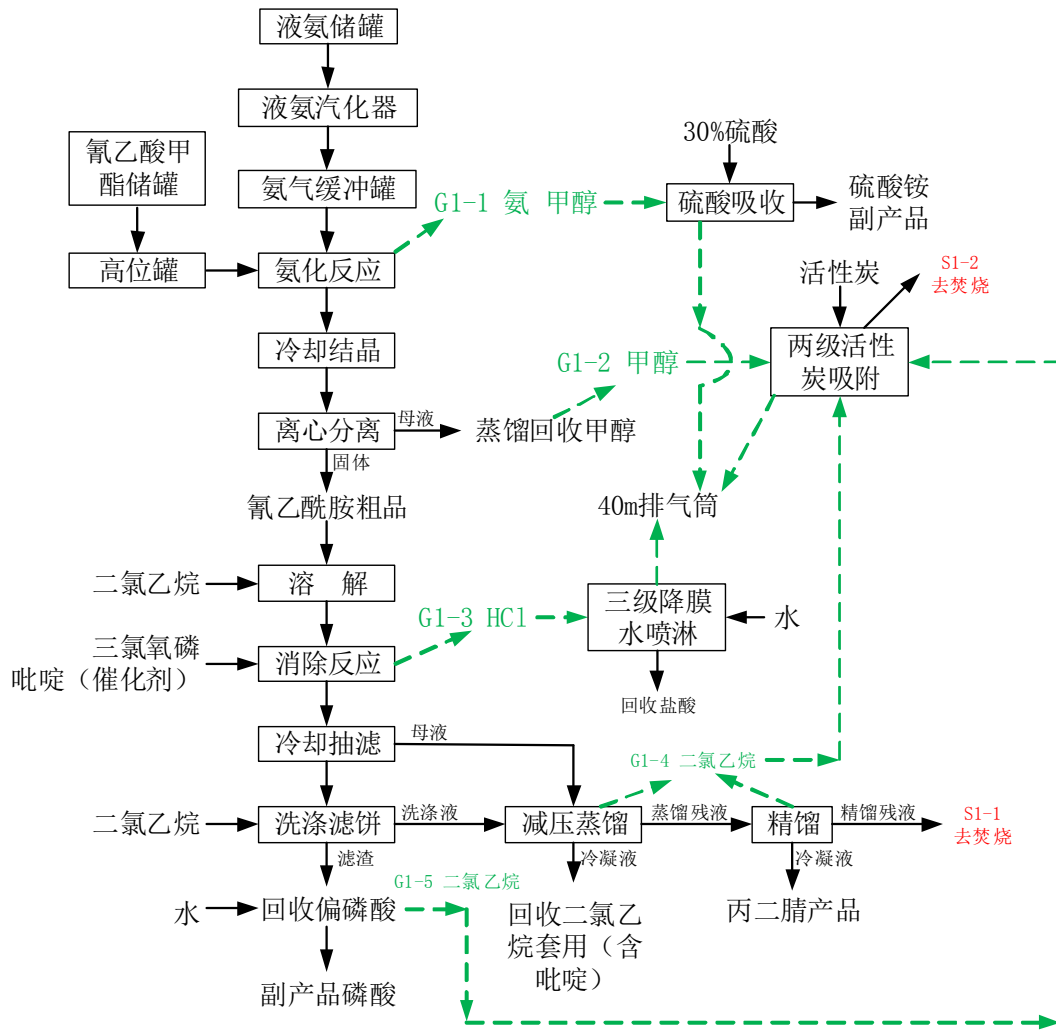 液氨储罐
液氨汽化器
氰乙酸甲
酯储罐
氨气缓冲罐
G1-1 氨 甲醇
30%硫酸
硫酸吸收
硫酸铵
副产品
高位罐
氨化反应
活性炭
S1-2
去焚烧
冷却结晶
G1-2 甲醇
两级活性
炭吸附
离心分离
母液
蒸馏回收甲醇
固体
氰乙酰胺粗品
40m排气筒
二氯乙烷
溶 解
三级降膜
水喷淋
水
G1-3 HCl
三氯氧磷
吡啶（催化剂）
消除反应
回收盐酸
冷却抽滤
母液
G1-4 二氯乙烷
二氯乙烷
洗涤滤饼
洗涤液
减压蒸馏
蒸馏残液
精馏
精馏残液
S1-1
去焚烧
滤渣
冷凝液
冷凝液
G1-5 二氯乙烷
水
回收偏磷酸
回收二氯乙
烷套用（含
吡啶）
丙二腈产品
副产品磷酸